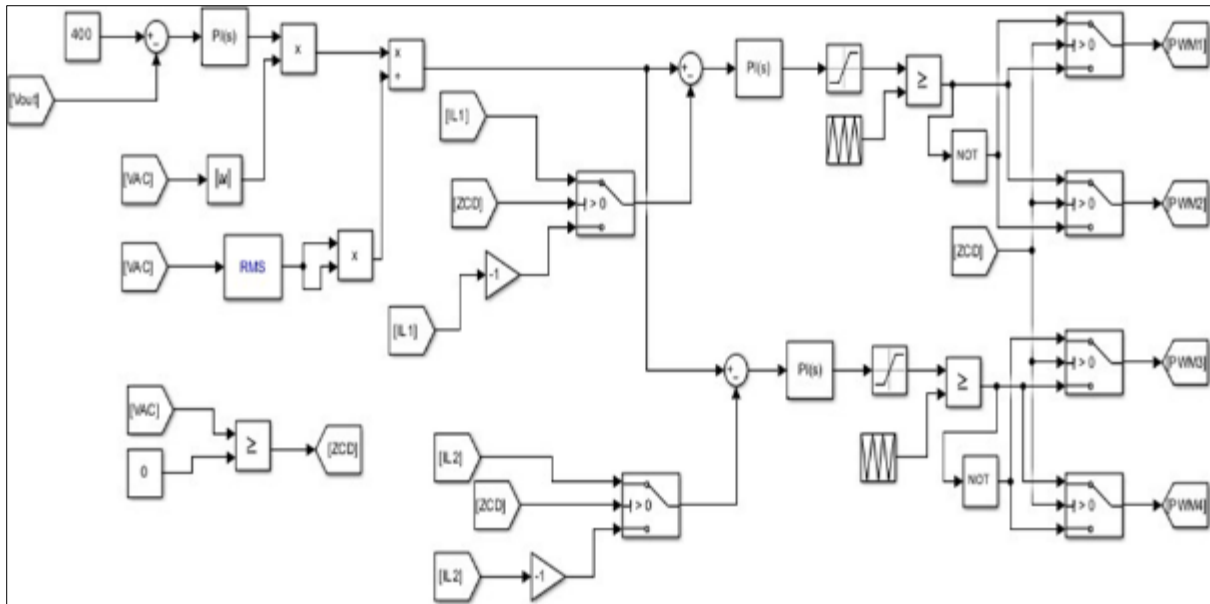 400
PI(s)
x
x
÷
[Vout]
[VAC]
|u|
[VAC]
RMS
x
[IL1]
[ZCD]
> 0
-1
[IL1]
PI(s)
≥
NOT
> 0
[PWM1]
> 0
[PWM2]
[ZCD]
PI(s)
≥
NOT
> 0
[PWM3]
> 0
[PWM4]
[VAC]
0
≥
[ZCD]
[IL2]
[ZCD]
> 0
[IL2]
-1